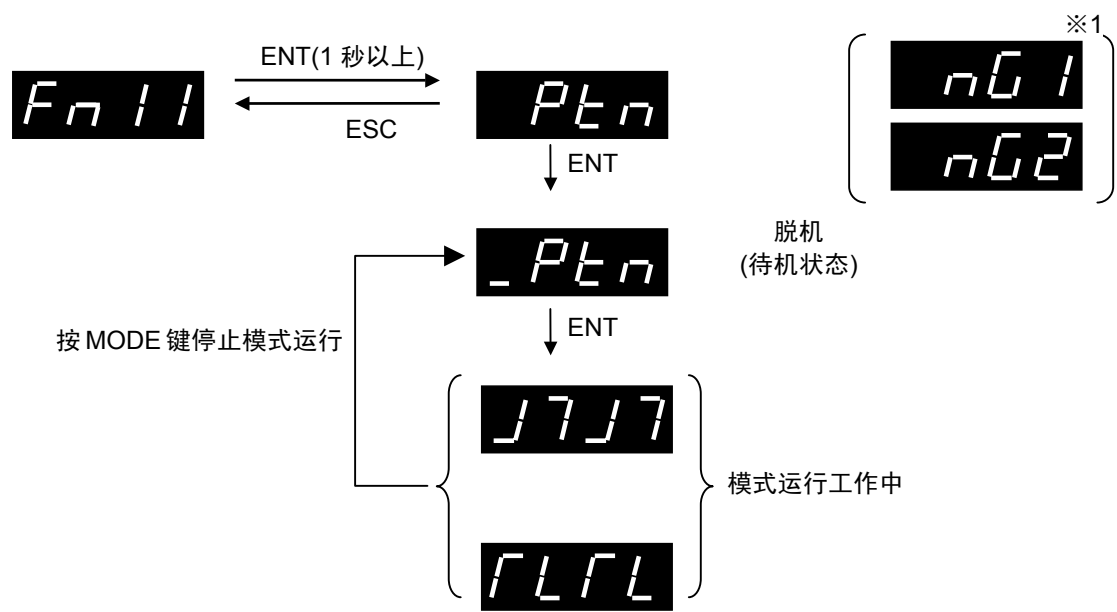 ※1
ENT(1 秒以上)
Fn11
Ptn
nG1
ESC
ENT
nG2
脱机
(待机状态)
_Ptn
ENT
按 MODE 键停止模式运行
模式运行工作中